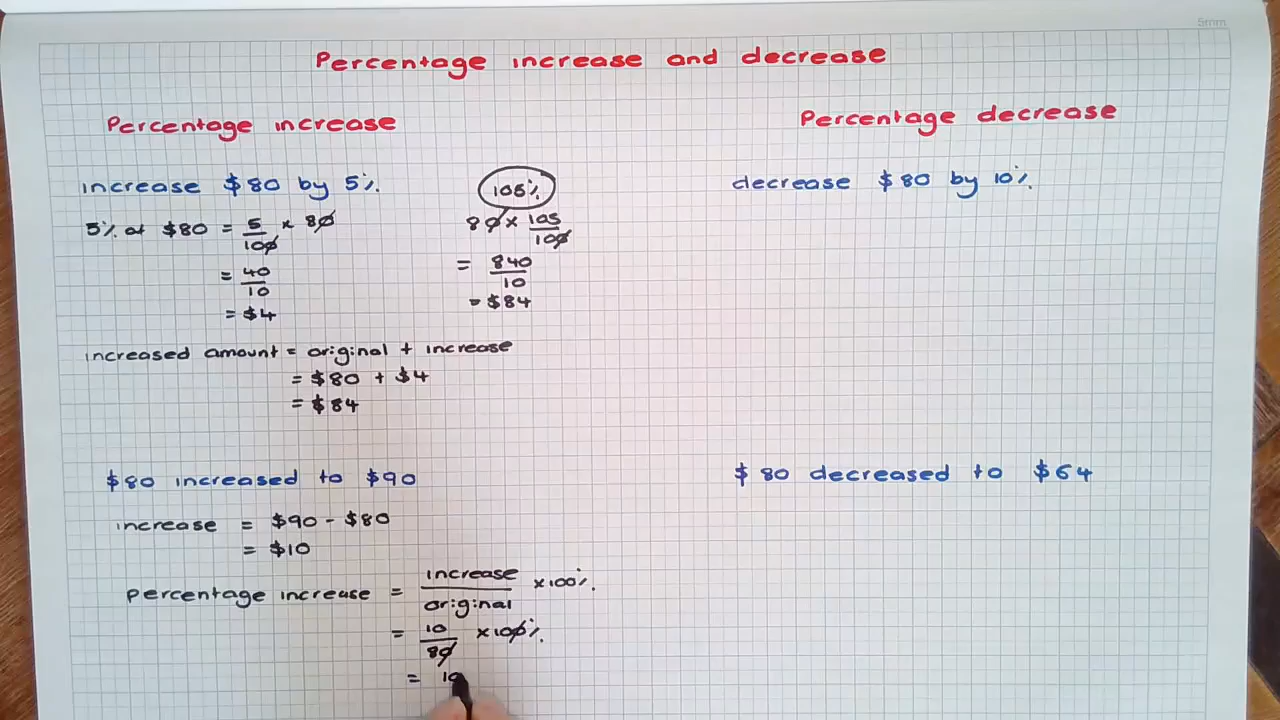 5mm
Percentage increase and decrease
Percentage increase
increase $80 by 5%.
5% of $80 = 5/100 × 80
= 40/10
= $4
105%
80 × 105/100
= 840/10
= $84
increased amount = original + increase
= $80 + $4
= $84
$80 increased to $90
increase = $90 - $80
= $10
percentage increase = increase/original ×100%.
= 10/80 ×100%.
= 10
Percentage decrease
decrease $80 by 10%.
$80 decreased to $64